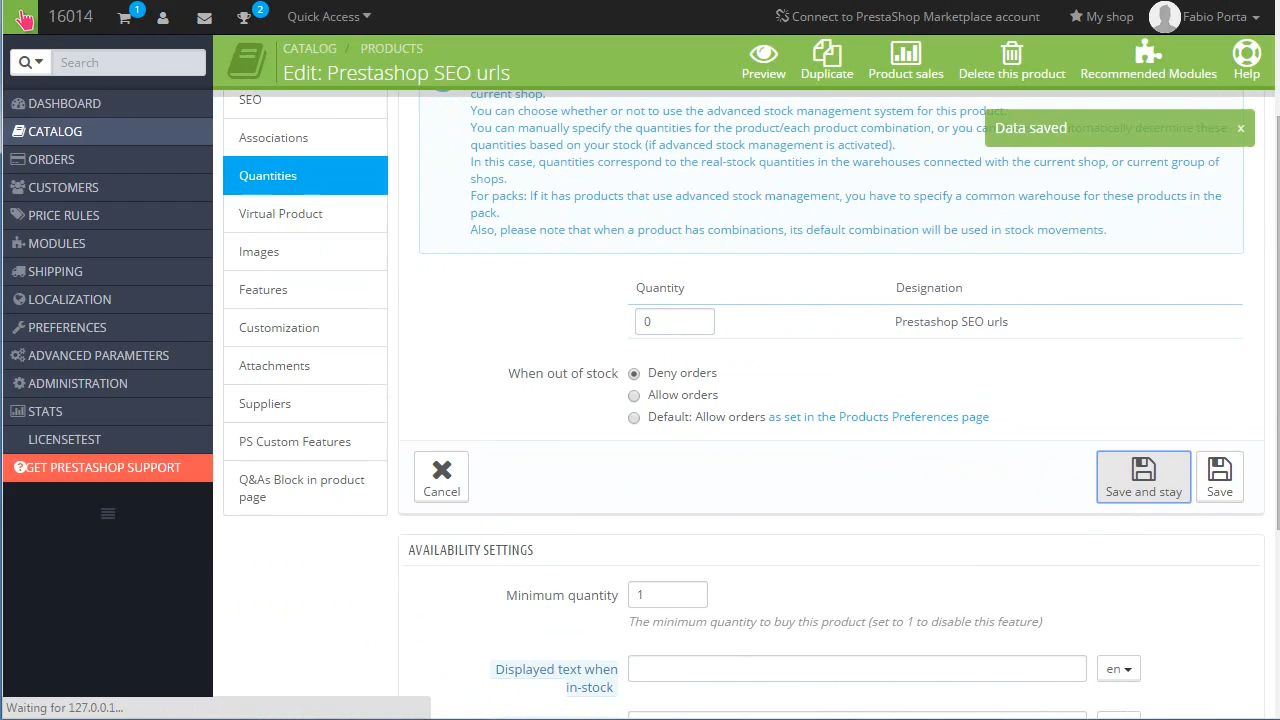 16014
1
2
Quick Access
Connect to PrestaShop Marketplace account
My shop
Fabio Porta
Search
CATALOG / PRODUCTS
Edit: Prestashop SEO urls
Preview
Duplicate
Product sales
Delete this product
Recommended Modules
Help
DASHBOARD
CATALOG
ORDERS
CUSTOMERS
PRICE RULES
MODULES
SHIPPING
LOCALIZATION
PREFERENCES
ADVANCED PARAMETERS
ADMINISTRATION
STATS
LICENSETEST
GET PRESTASHOP SUPPORT
SEO
Associations
Quantities
Virtual Product
Images
Features
Customization
Attachments
Suppliers
PS Custom Features
Q&As Block in product
page
current shop.
You can choose whether or not to use the advanced stock management system for this product.
You can manually specify the quantities for the product/each product combination, or you can automatically determine these
quantities based on your stock (if advanced stock management is activated).
In this case, quantities correspond to the real-stock quantities in the warehouses connected with the current shop, or current group of
shops.
For packs: If it has products that use advanced stock management, you have to specify a common warehouse for these products in the
pack.
Also, please note that when a product has combinations, its default combination will be used in stock movements.
Data saved x
Quantity Designation
0 Prestashop SEO urls
When out of stock
Deny orders
Allow orders
Default: Allow orders as set in the Products Preferences page
Cancel
Save and stay
Save
AVAILABILITY SETTINGS
Minimum quantity 1
The minimum quantity to buy this product (set to 1 to disable this feature)
Displayed text when
in-stock
en
Waiting for 127.0.0.1...